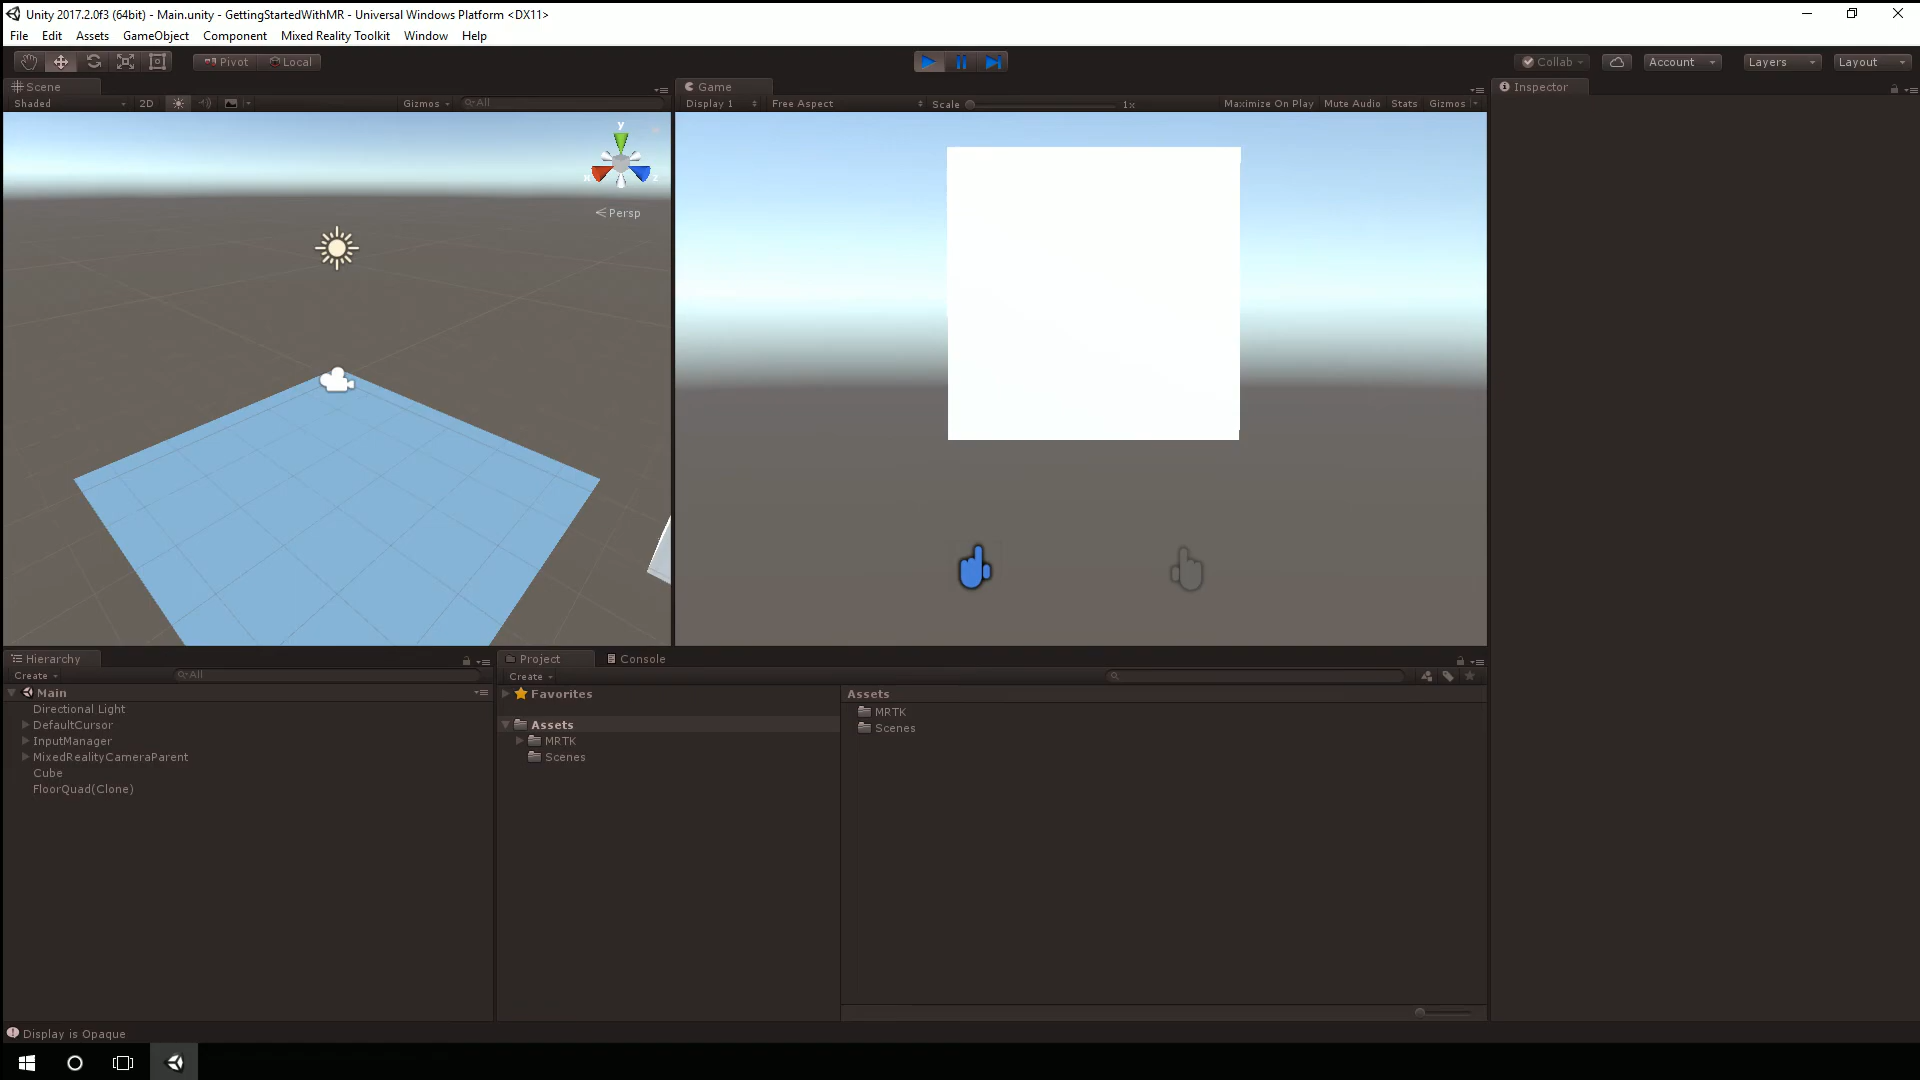 Unity 2017.2.0f3 (64bit) - Main.unity - GettingStartedWithMR - Universal Windows Platform <DX11>
File Edit Assets GameObject Component Mixed Reality Toolkit Window Help
Pivot Local Collab Account Layers Layout
Scene Game Inspector
Shaded 2D Gizmos All Display 1 Free Aspect Scale 1x Maximize On Play Mute Audio Stats Gizmos
y
x z
Persp
Hierarchy Project Console
Create All Create
Main Favorites Assets
Directional Light MRTK
DefaultCursor Assets Scenes
InputManager MRTK
MixedRealityCameraParent Scenes
Cube
FloorQuad(Clone)
Display is Opaque